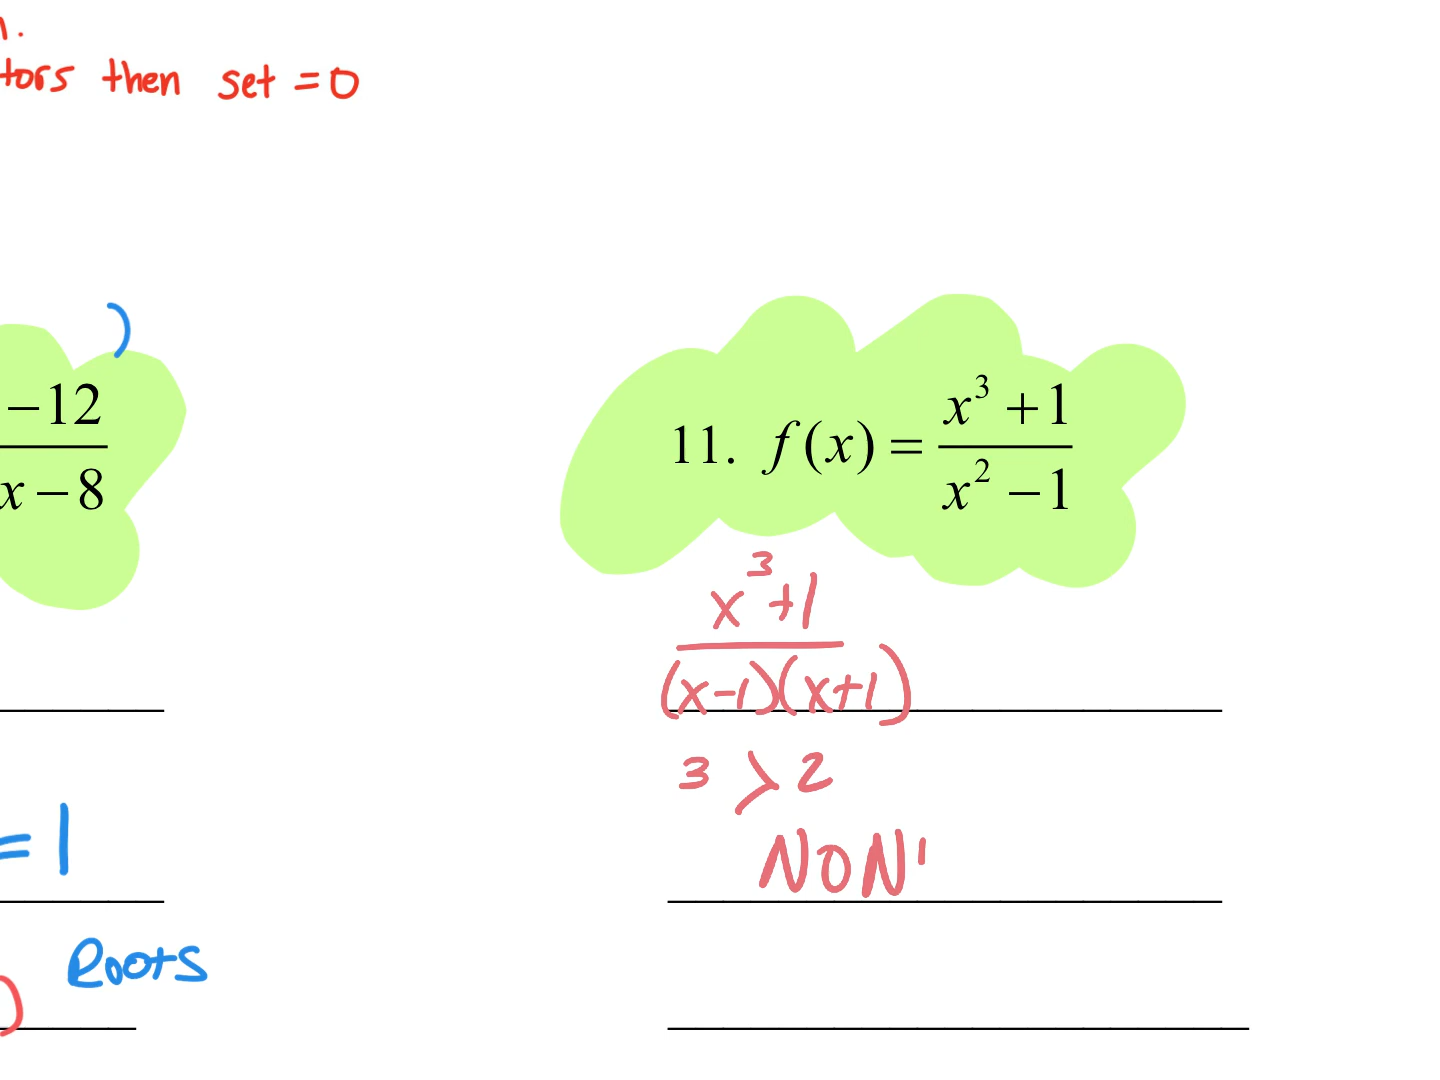 n.
tors then set = 0
)
-12
x - 8
11. f(x) = x³ + 1
x² - 1
x³ + 1
(x-1)(x+1)
3 > 2
= 1
NON
Roots
)